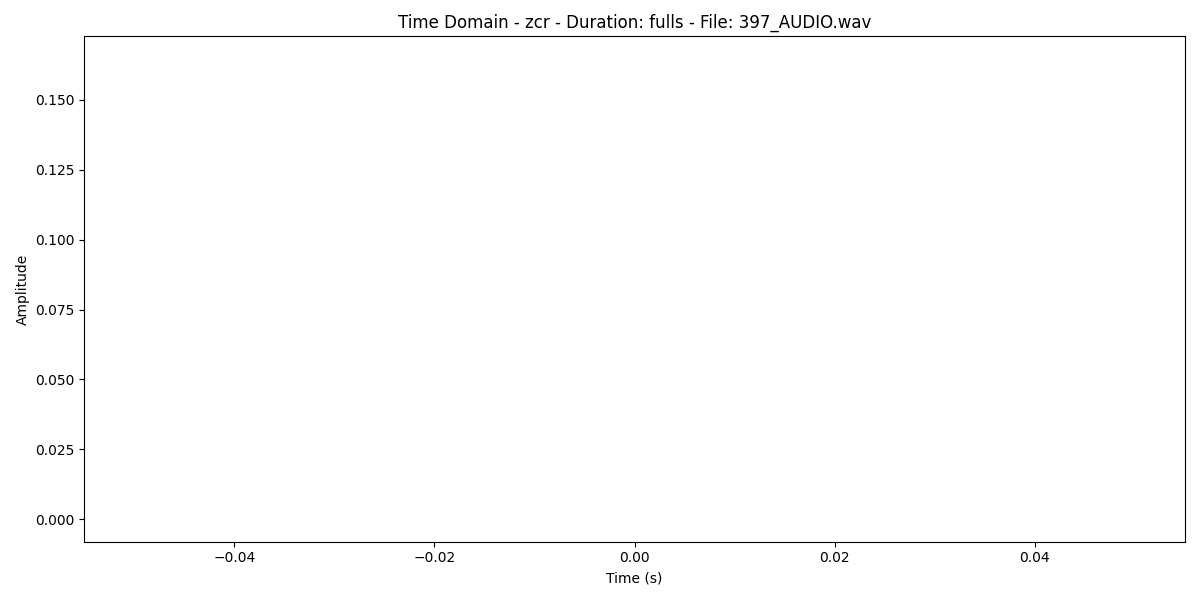 Time Domain - zcr - Duration: fulls - File: 397_AUDIO.wav
0.150
0.125
0.100
0.075
0.050
0.025
0.000
Amplitude
−0.04 −0.02 0.00 0.02 0.04
Time (s)